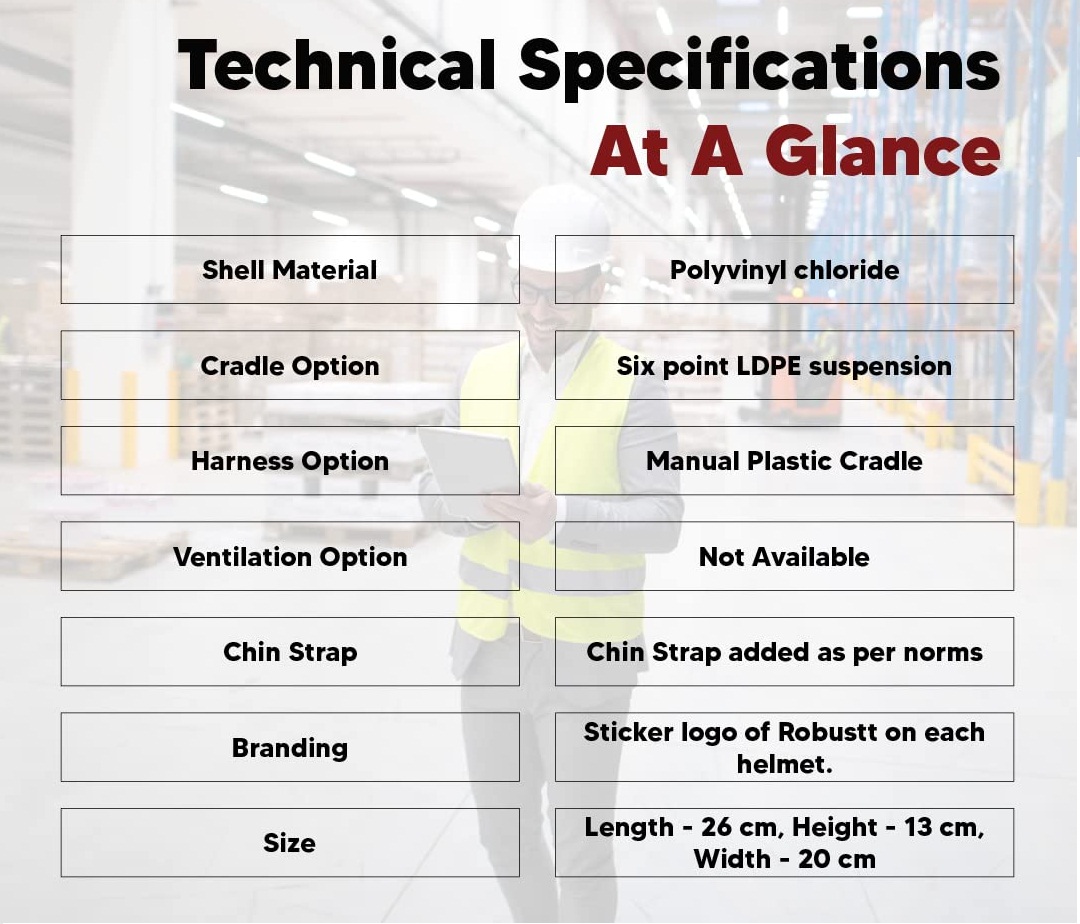 Technical Specifications
At A Glance
Shell Material
Polyvinyl chloride
Cradle Option
Six point LDPE suspension
Harness Option
Manual Plastic Cradle
Ventilation Option
Not Available
Chin Strap
Chin Strap added as per norms
Branding
Sticker logo of Robustt on each
helmet.
Size
Length - 26 cm, Height - 13 cm,
Width - 20 cm